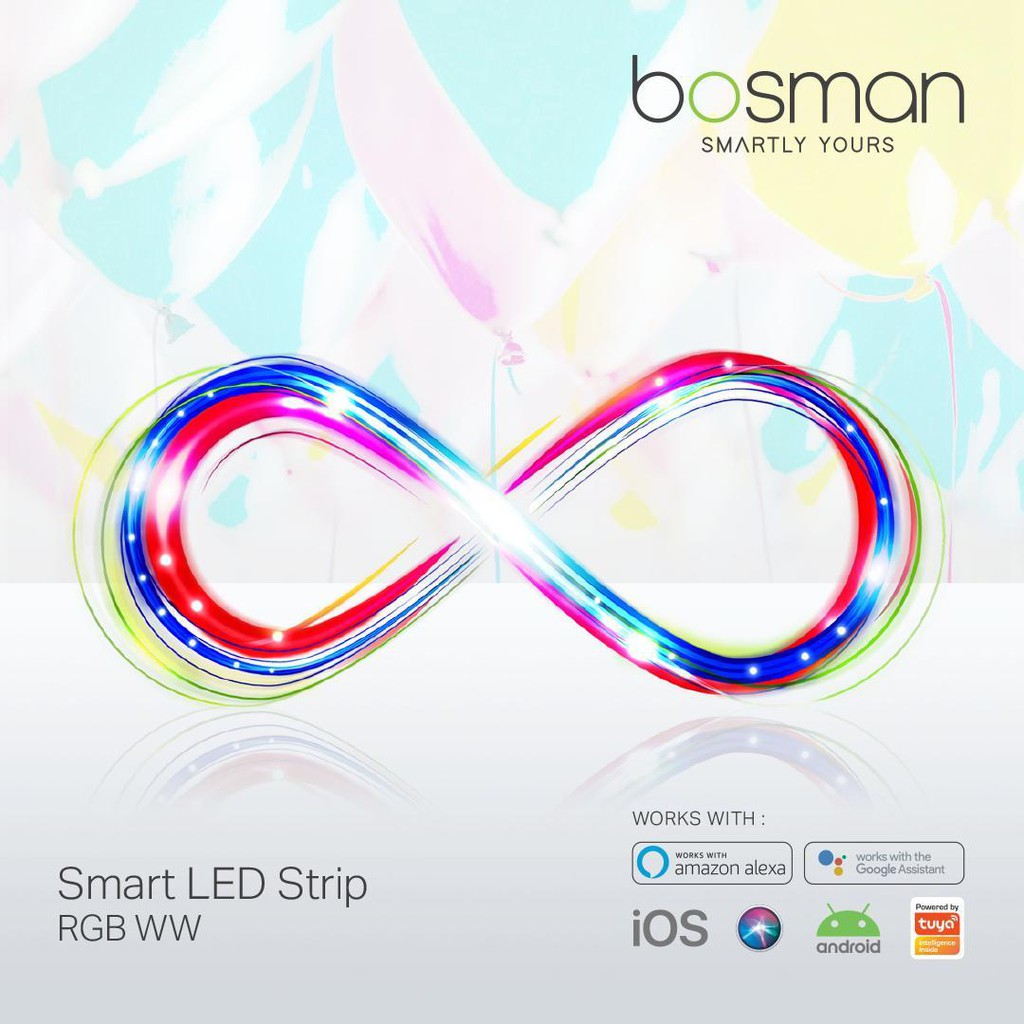 bosman
SMARTLY YOURS
Smart LED Strip
RGB WW
WORKS WITH :
WORKS WITH
amazon alexa
works with the
Google Assistant
iOS
android
Powered by
tuya
intelligence
inside